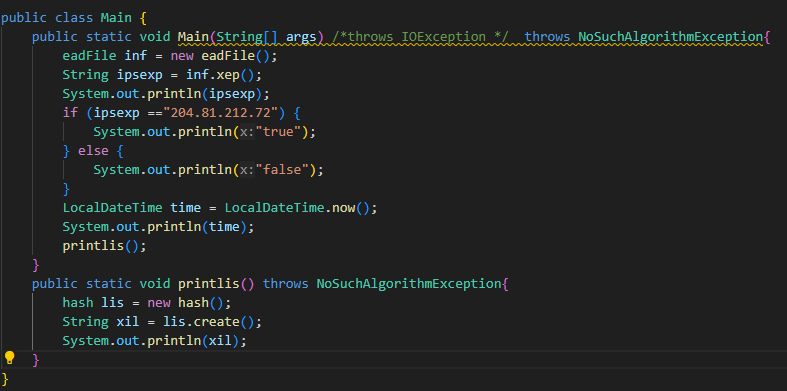 public class Main {
    public static void Main(String[] args) /*throws IOException */  throws NoSuchAlgorithmException{
        eadFile inf = new eadFile();
        String ipsexp = inf.xep();
        System.out.println(ipsexp);
        if (ipsexp =="204.81.212.72") {
            System.out.println(x:"true");
        } else {
            System.out.println(x:"false");
        }
        LocalDateTime time = LocalDateTime.now();
        System.out.println(time);
        printlis();
    }
    public static void printlis() throws NoSuchAlgorithmException{
        hash lis = new hash();
        String xil = lis.create();
        System.out.println(xil);
    }
}